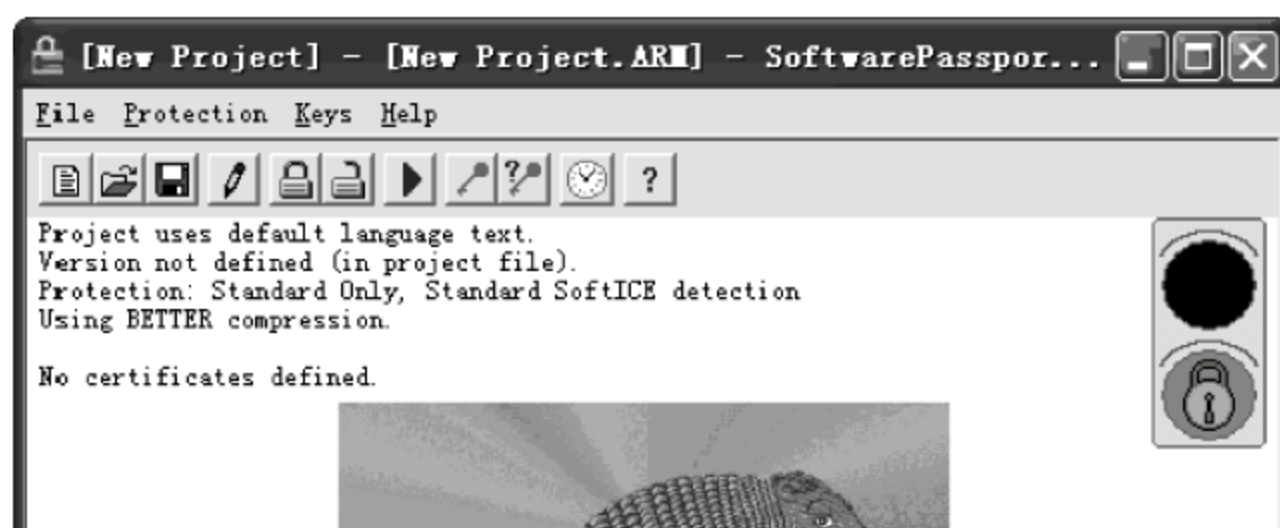 [New Project] - [New Project.ARM] - SoftwarePasspor...
File Protection Keys Help
? ?
Project uses default language text.
Version not defined (in project file).
Protection: Standard Only, Standard SoftICE detection
Using BETTER compression.
No certificates defined.